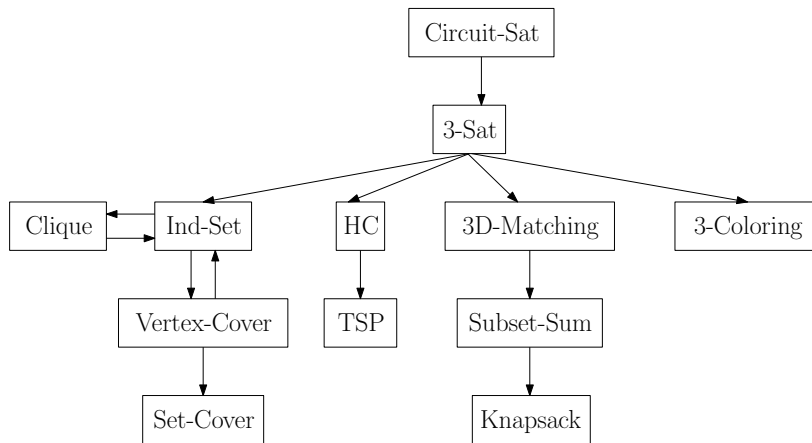 Circuit-Sat
3-Sat
Clique
Ind-Set
HC
3D-Matching
3-Coloring
Vertex-Cover
TSP
Subset-Sum
Set-Cover
Knapsack